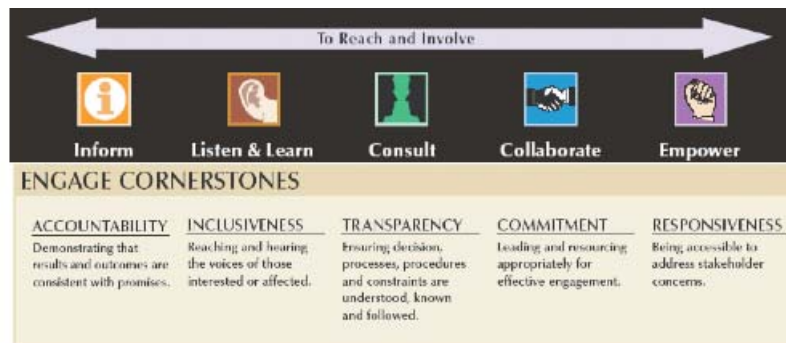 To Reach and Involve
Inform
Listen & Learn
Consult
Collaborate
Empower
ENGAGE CORNERSTONES
ACCOUNTABILITY
Demonstrating that
results and outcomes are
consistent with promises.
INCLUSIVENESS
Reaching and hearing
the voices of those
interested or affected.
TRANSPARENCY
Ensuring decision,
processes, procedures
and constraints are
understood, known
and followed.
COMMITMENT
Leading and resourcing
appropriately for
effective engagement.
RESPONSIVENESS
Being accessible to
address stakeholder
concerns.